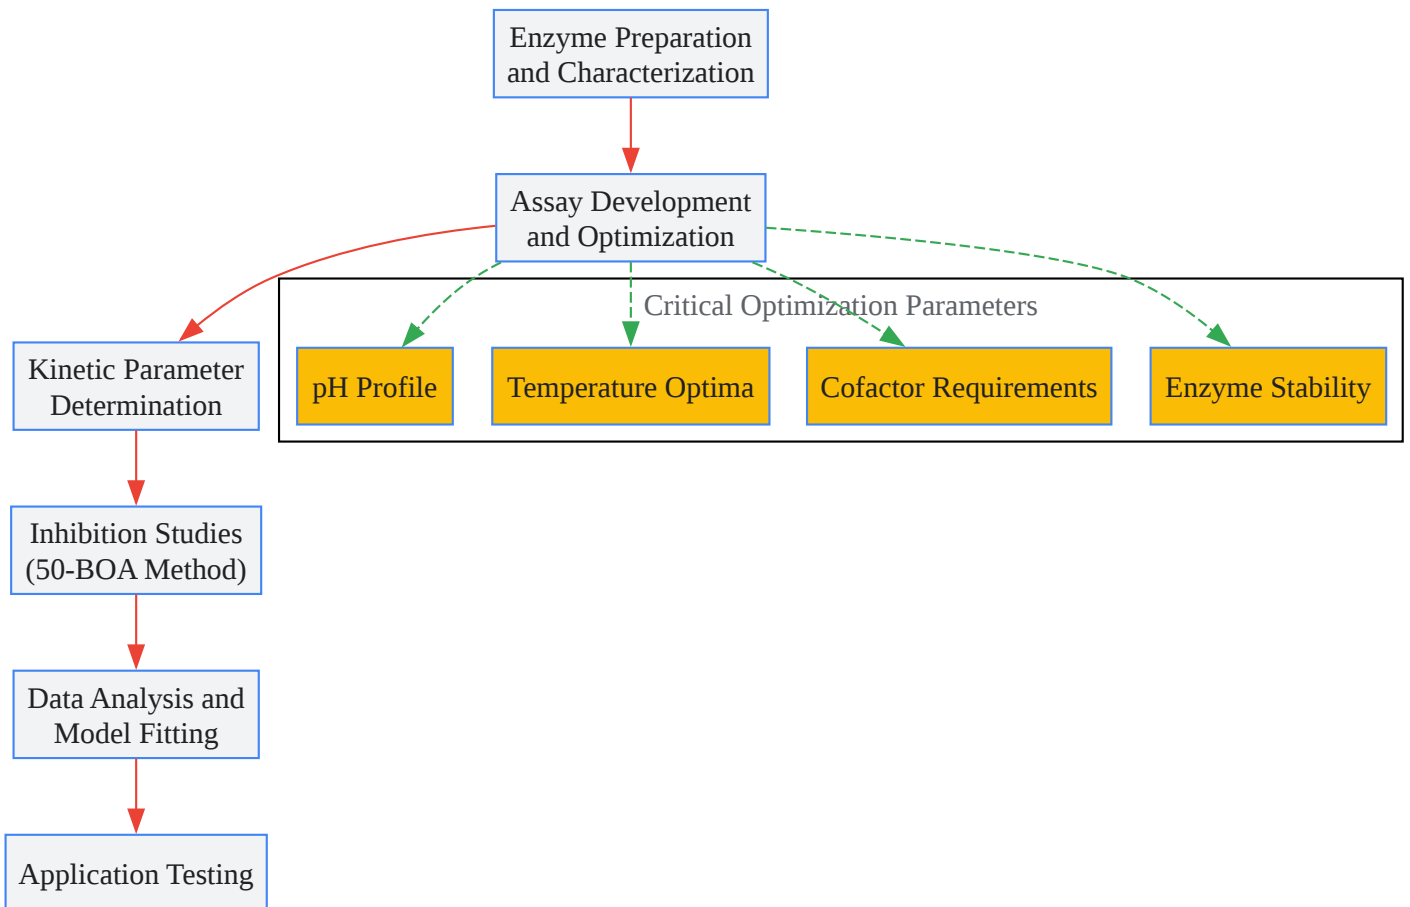 Enzyme Preparation
and Characterization
Assay Development
and Optimization
Critical Optimization Parameters
Kinetic Parameter
Determination
pH Profile
Temperature Optima
Cofactor Requirements
Enzyme Stability
Inhibition Studies
(50-BOA Method)
Data Analysis and
Model Fitting
Application Testing